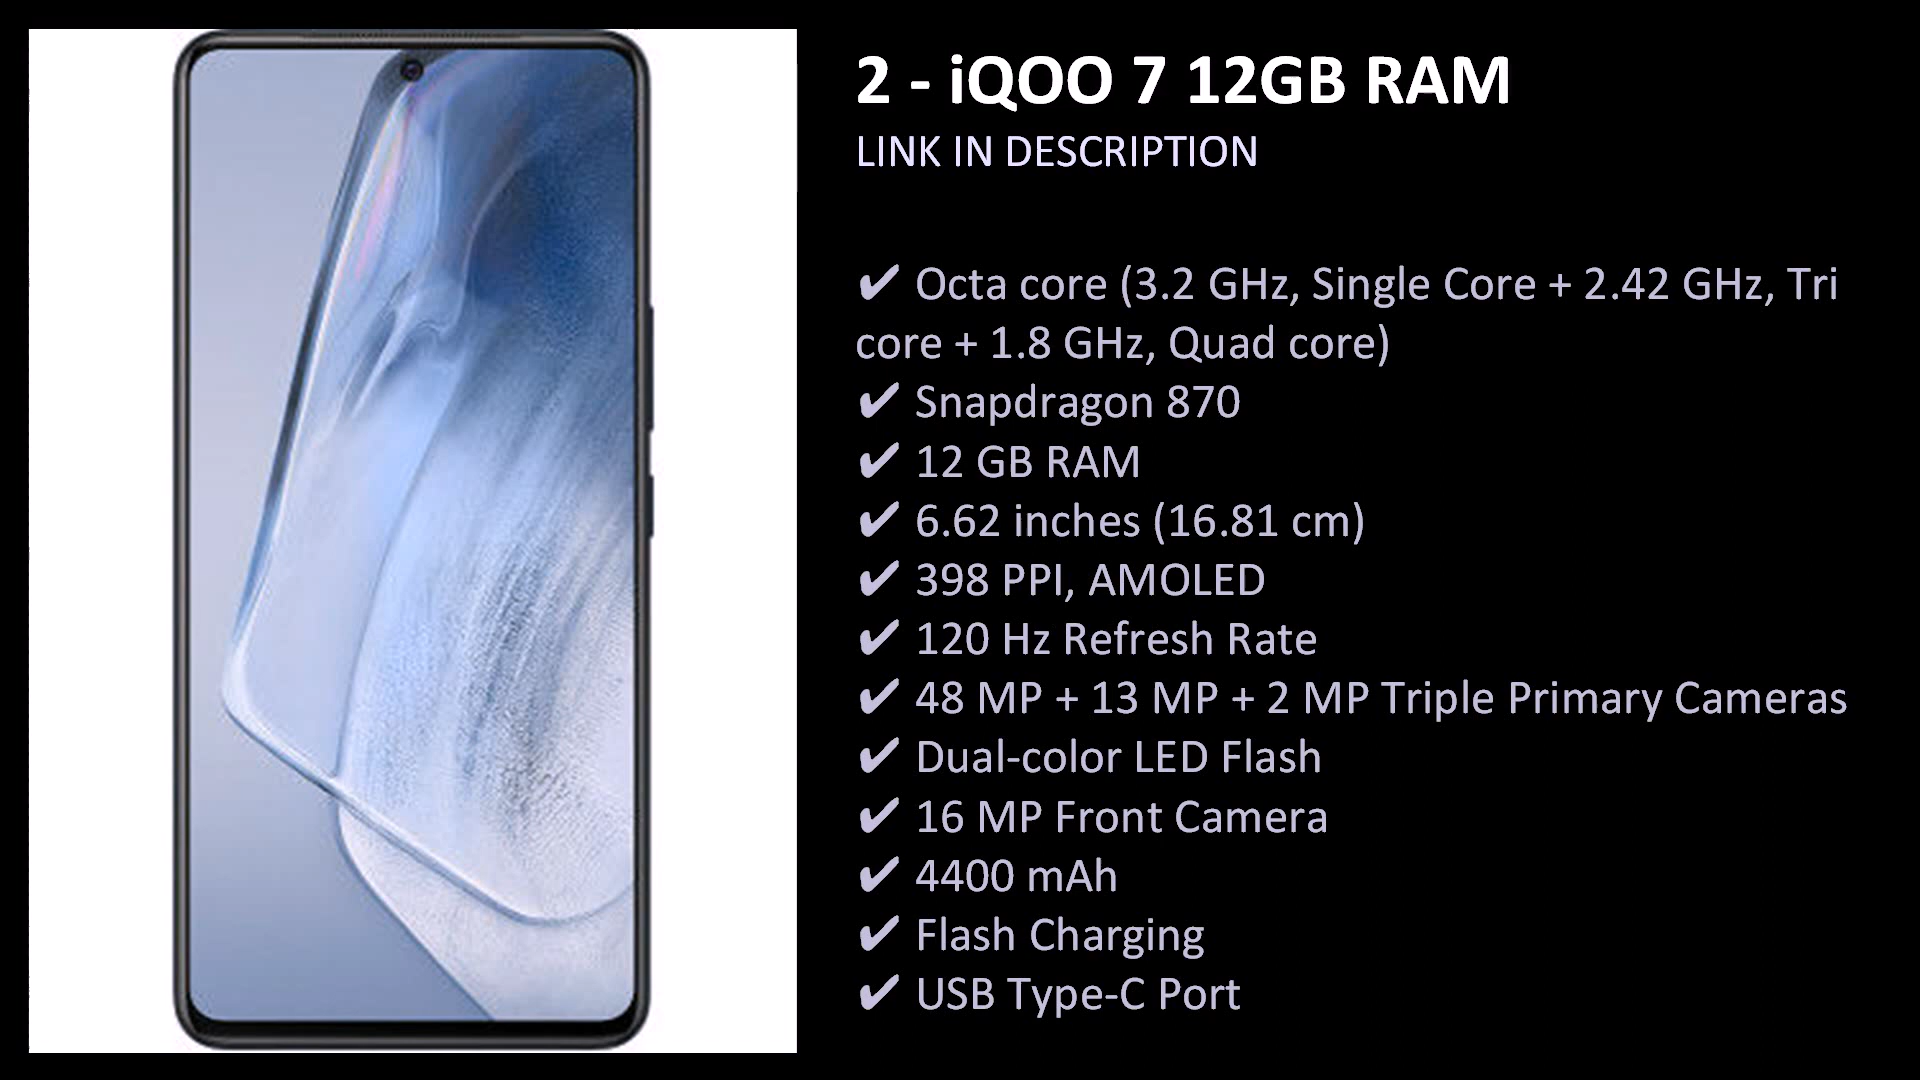 2 - iQOO 7 12GB RAM
LINK IN DESCRIPTION
✔ Octa core (3.2 GHz, Single Core + 2.42 GHz, Tri
core + 1.8 GHz, Quad core)
✔ Snapdragon 870
✔ 12 GB RAM
✔ 6.62 inches (16.81 cm)
✔ 398 PPI, AMOLED
✔ 120 Hz Refresh Rate
✔ 48 MP + 13 MP + 2 MP Triple Primary Cameras
✔ Dual-color LED Flash
✔ 16 MP Front Camera
✔ 4400 mAh
✔ Flash Charging
✔ USB Type-C Port